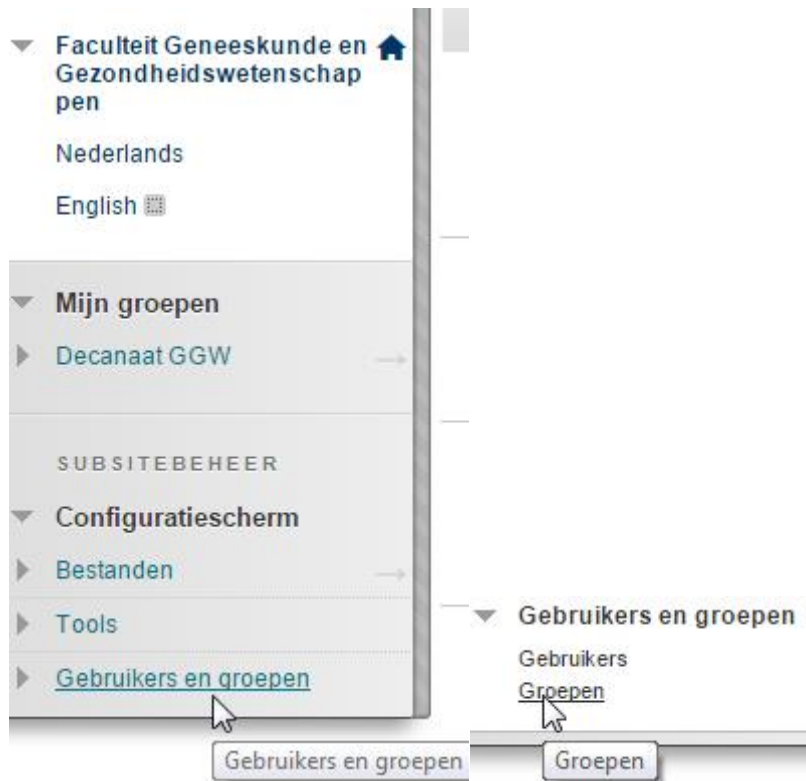 Faculteit Geneeskunde en
Gezondheidswetenschap
pen
Nederlands
English
Mijn groepen
Decanaat GGW
SUBSITEBEHEER
Configuratiescherm
Bestanden
Tools
Gebruikers en groepen
Gebruikers en groepen
Gebruikers en groepen
Gebruikers
Groepen
Groepen